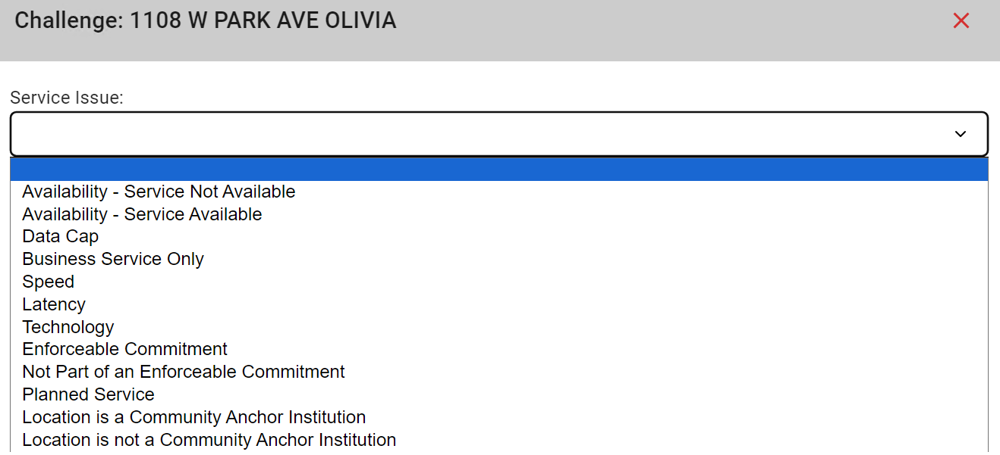 Challenge: 1108 W PARK AVE OLIVIA
Service Issue:
Availability - Service Not Available
Availability - Service Available
Data Cap
Business Service Only
Speed
Latency
Technology
Enforceable Commitment
Not Part of an Enforceable Commitment
Planned Service
Location is a Community Anchor Institution
Location is not a Community Anchor Institution